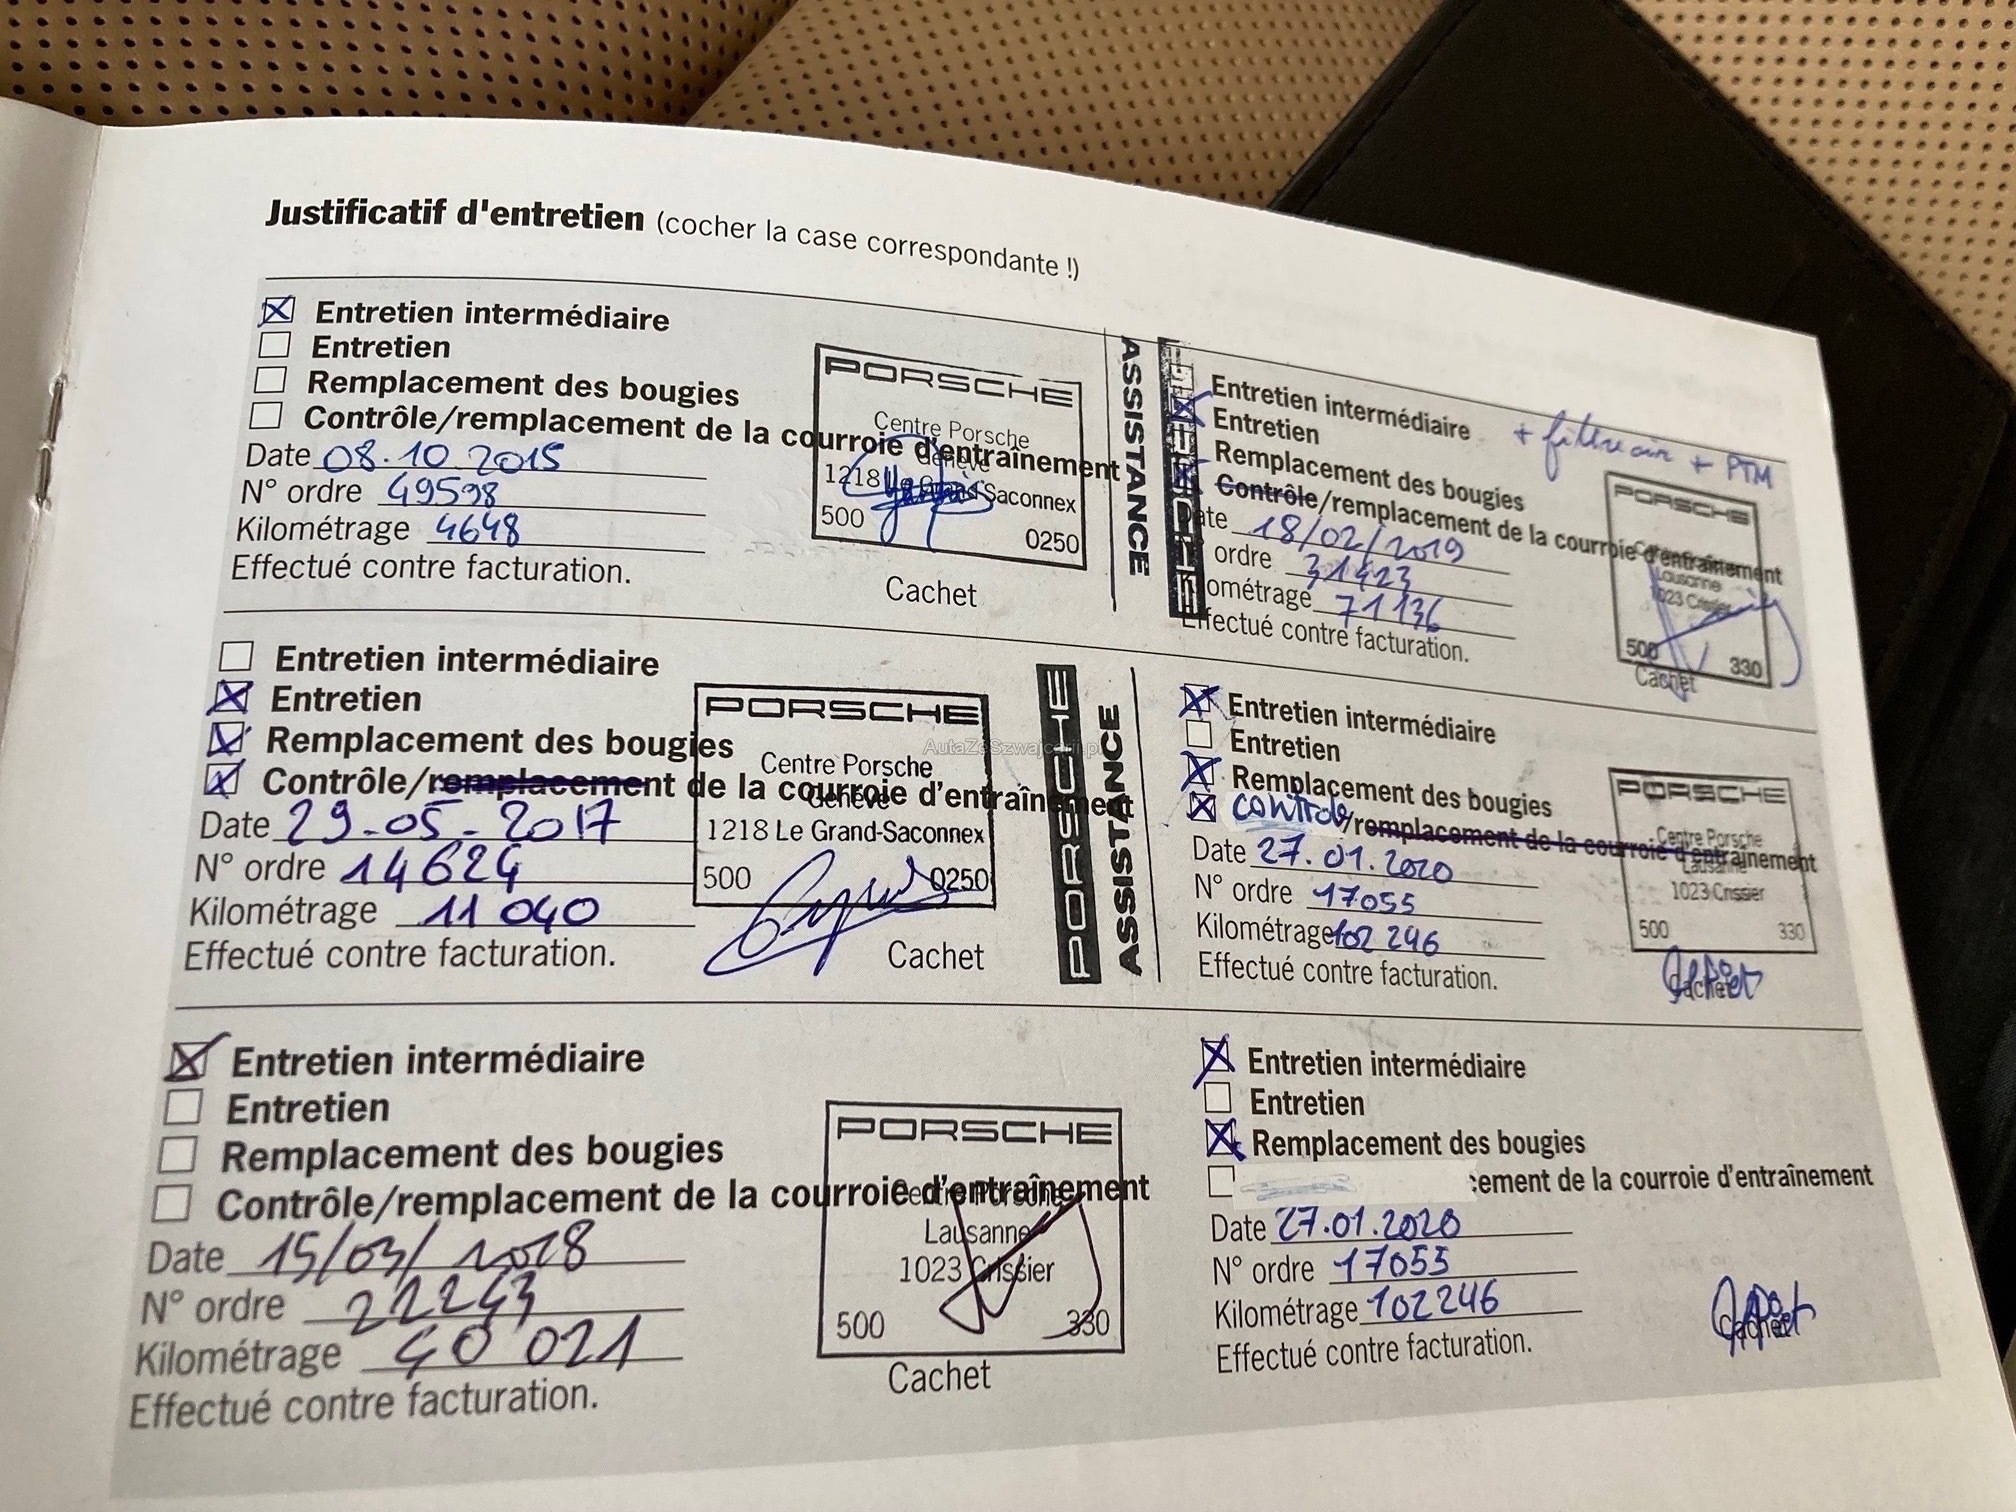 Justificatif d'entretien (cocher la case correspondante !)
Entretien intermédiaire
Entretien
Remplacement des bougies
Contrôle/remplacement de la courroie d'entraînement
Date 08.10.2015
N° ordre 49598
Kilométrage 4648
Effectué contre facturation.
PORSCHE
Centre Porsche
Genève
1218 Le Grand-Saconnex
500 0250
Cachet
ASSISTANCE
Entretien intermédiaire
Entretien
Remplacement des bougies
Contrôle/remplacement de la courroie d'entraînement
Date 29-05-2017
N° ordre 14624
Kilométrage 11 040
Effectué contre facturation.
PORSCHE
Centre Porsche
Genève
1218 Le Grand-Saconnex
500 0250
Cachet
PORSCHE
ASSISTANCE
Entretien intermédiaire
Entretien
Remplacement des bougies
Contrôle/remplacement de la courroie d'entraînement
Date 15/03/2018
N° ordre 22243
Kilométrage 40 021
Effectué contre facturation.
PORSCHE
Centre Porsche
Lausanne
1023 Crissier
500 330
Cachet
PORSCHE
Entretien intermédiaire
+ filtre air + PTM
Entretien
Remplacement des bougies
Contrôle/remplacement de la courroie d'entraînement
Date 18/02/2019
ordre 31423
ométrage 71 136
Effectué contre facturation.
PORSCHE
Lausanne
1023 Crissier
500 330
Cachet
Entretien intermédiaire
Entretien
Remplacement des bougies
Contrôle/remplacement de la courroie d'entraînement
Date 27.01.2020
N° ordre 17055
Kilométrage 102 246
Effectué contre facturation.
PORSCHE
Centre Porsche
Lausanne
1023 Crissier
500 330
Cachet
Entretien intermédiaire
Entretien
Remplacement des bougies
cement de la courroie d'entraînement
Date 27.01.2020
N° ordre 17055
Kilométrage 102246
Effectué contre facturation.
Cachet
AutaZeSzwajcarii.pl